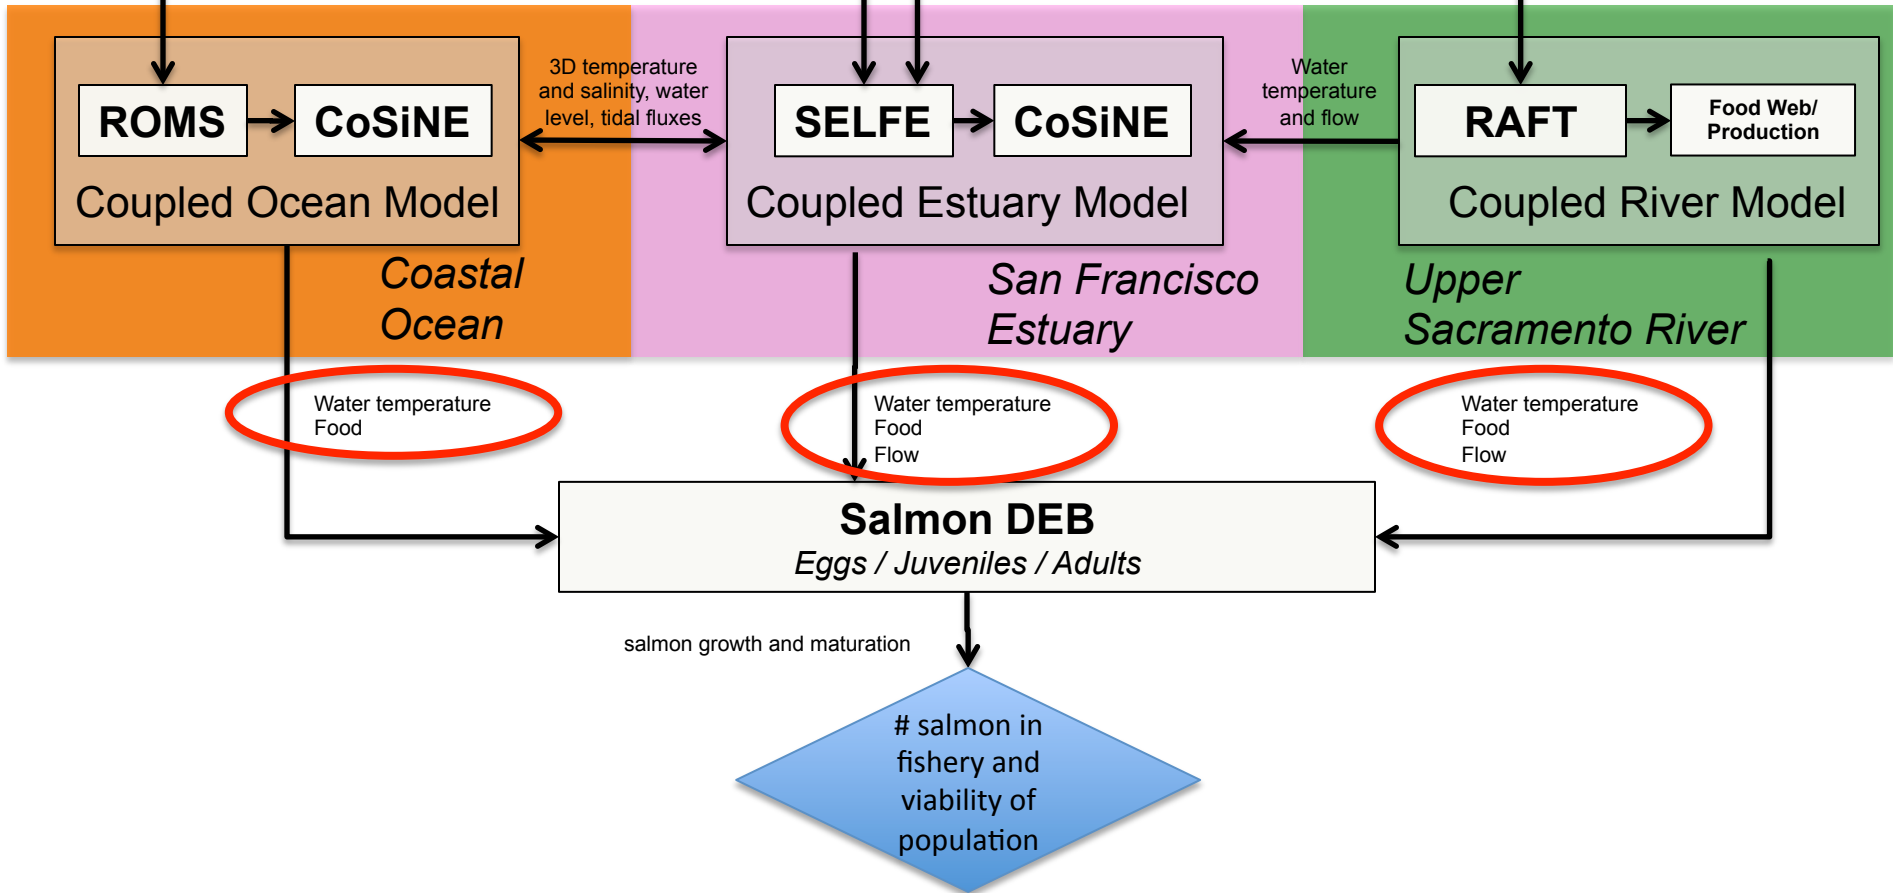 ROMS
CoSiNE
Coupled Ocean Model
3D temperature
and salinity, water
level, tidal fluxes
SELFE
CoSiNE
Coupled Estuary Model
Water
temperature
and flow
RAFT
Food Web/
Production
Coupled River Model
Coastal
Ocean
San Francisco
Estuary
Upper
Sacramento River
Water temperature
Food
Water temperature
Food
Flow
Water temperature
Food
Flow
Salmon DEB
Eggs / Juveniles / Adults
salmon growth and maturation
# salmon in
fishery and
viability of
population